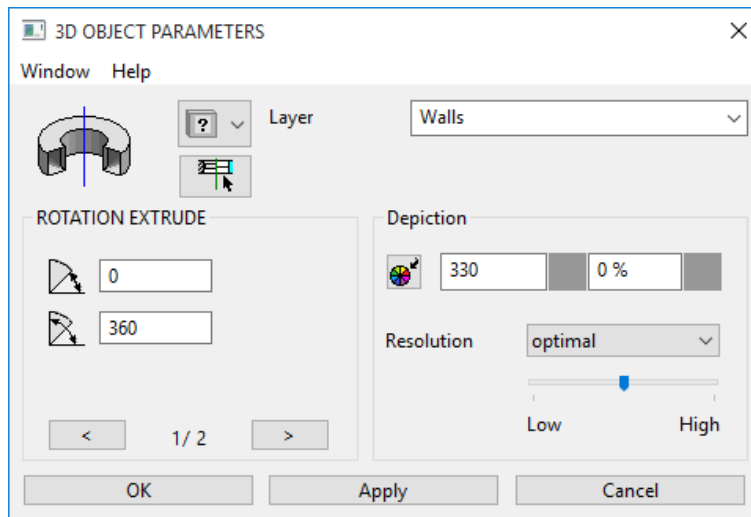 3D OBJECT PARAMETERS
Window Help
?
Layer
Walls
ROTATION EXTRUDE
0
360
< 1/ 2 >
Depiction
330 0 %
Resolution optimal
Low High
OK Apply Cancel